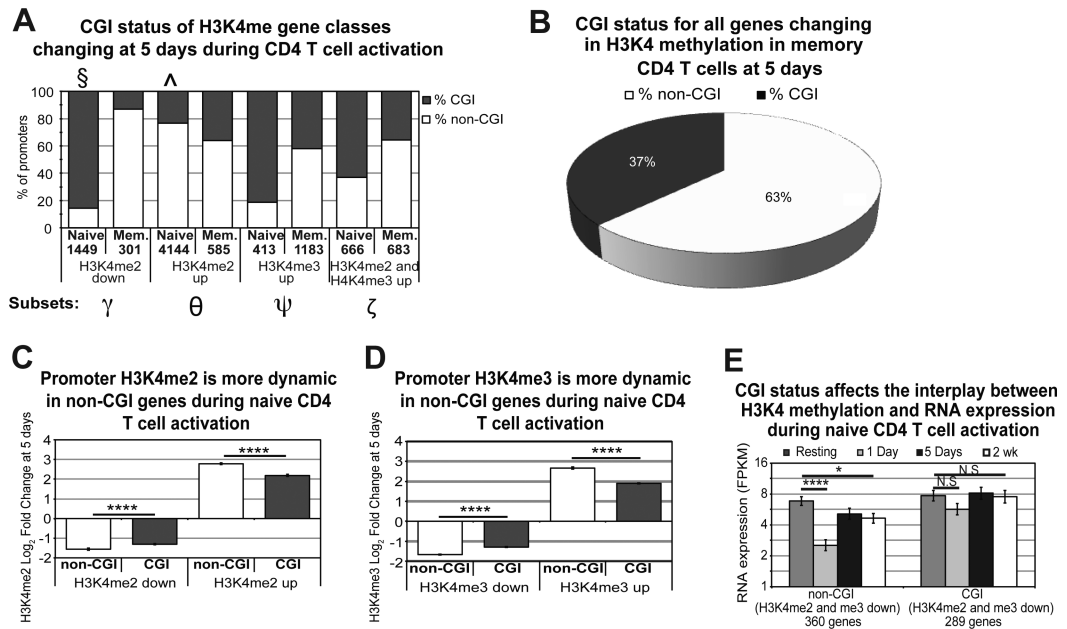 A
CGI status of H3K4me gene classes
changing at 5 days during CD4 T cell activation
§ ^
% of promoters
100
80
60
40
20
0
% CGI
% non-CGI
Naive Mem. Naive Mem. Naive Mem. Naive Mem.
1449 301 4144 585 413 1183 666 683
H3K4me2 down
H3K4me2 up
H3K4me3 up
H3K4me2 and H4K4me3 up
Subsets: γ θ ψ ζ
B
CGI status for all genes changing
in H3K4 methylation in memory
CD4 T cells at 5 days
% non-CGI % CGI
37%
63%
C
Promoter H3K4me2 is more dynamic
in non-CGI genes during naive CD4
T cell activation
H3K4me2 Log2 Fold Change at 5 days
4
3
2
1
0
-1
-2
****
****
non-CGI CGI non-CGI CGI
H3K4me2 down H3K4me2 up
D
Promoter H3K4me3 is more dynamic
in non-CGI genes during naive CD4
T cell activation
H3K4me3 Log2 Fold Change at 5 days
4
3
2
1
0
-1
-2
****
****
non-CGI CGI non-CGI CGI
H3K4me3 down H3K4me3 up
E
CGI status affects the interplay between
H3K4 methylation and RNA expression
during naive CD4 T cell activation
Resting 1 Day 5 Days 2 wk
RNA expression (FPKM)
16
8
4
2
1
*
****
N.S
N.S
non-CGI CGI
(H3K4me2 and me3 down) (H3K4me2 and me3 down)
360 genes 289 genes